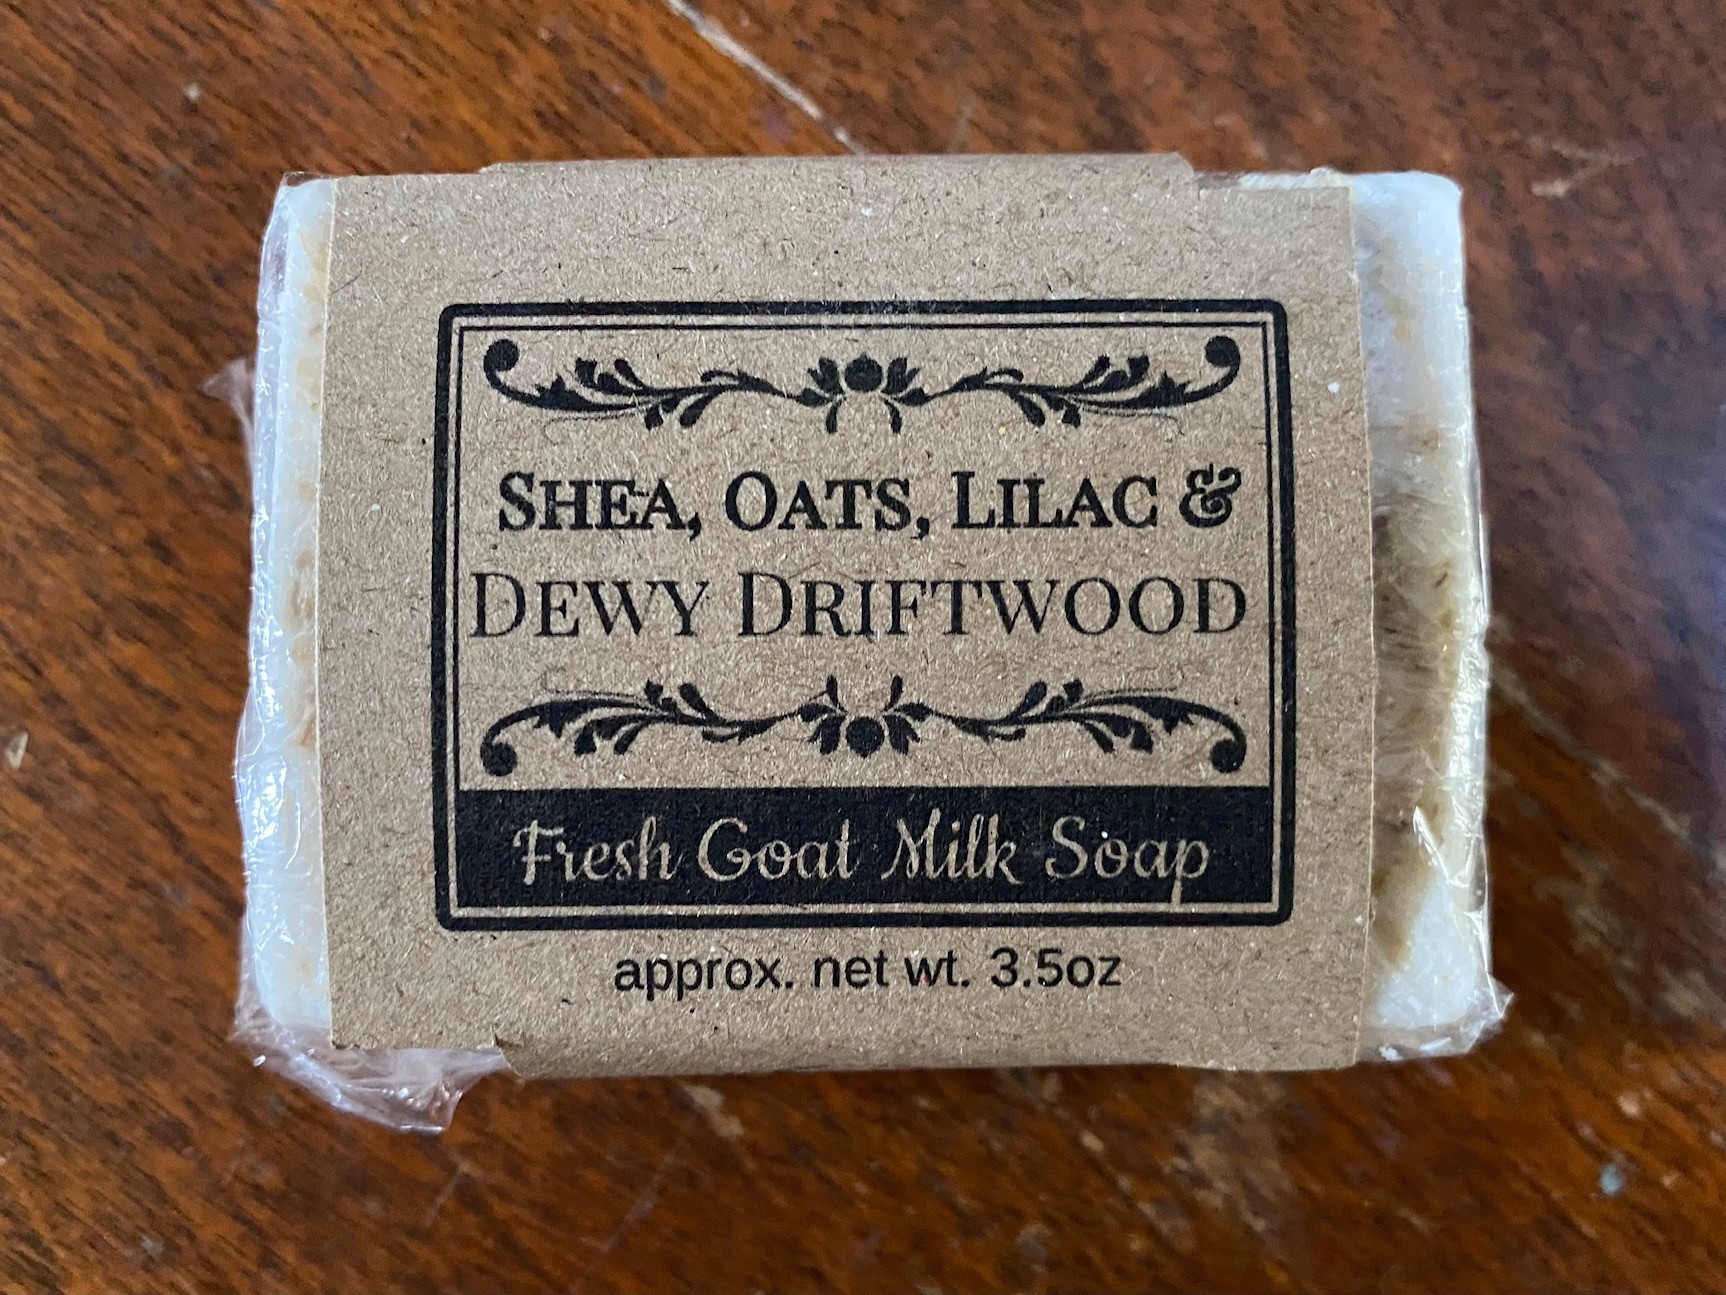 SHEA, OATS, LILAC &
DEWY DRIFTWOOD
Fresh Goat Milk Soap
approx. net wt. 3.5oz